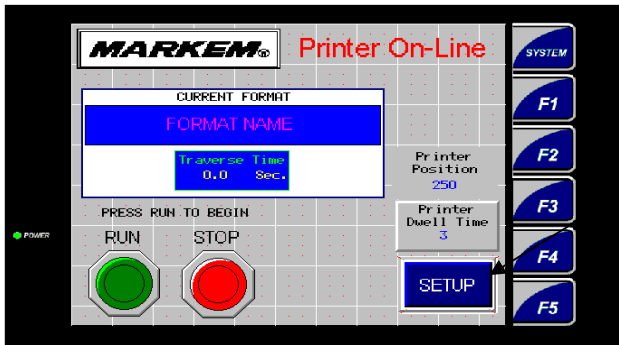 MARKEM®
Printer On-Line
SYSTEM
CURRENT FORMAT
F1
FORMAT NAME
Traverse Time
0.0 Sec.
Printer
Position
250
F2
PRESS RUN TO BEGIN
Printer
Dwell Time
3
F3
POWER
RUN
STOP
F4
SETUP
F5